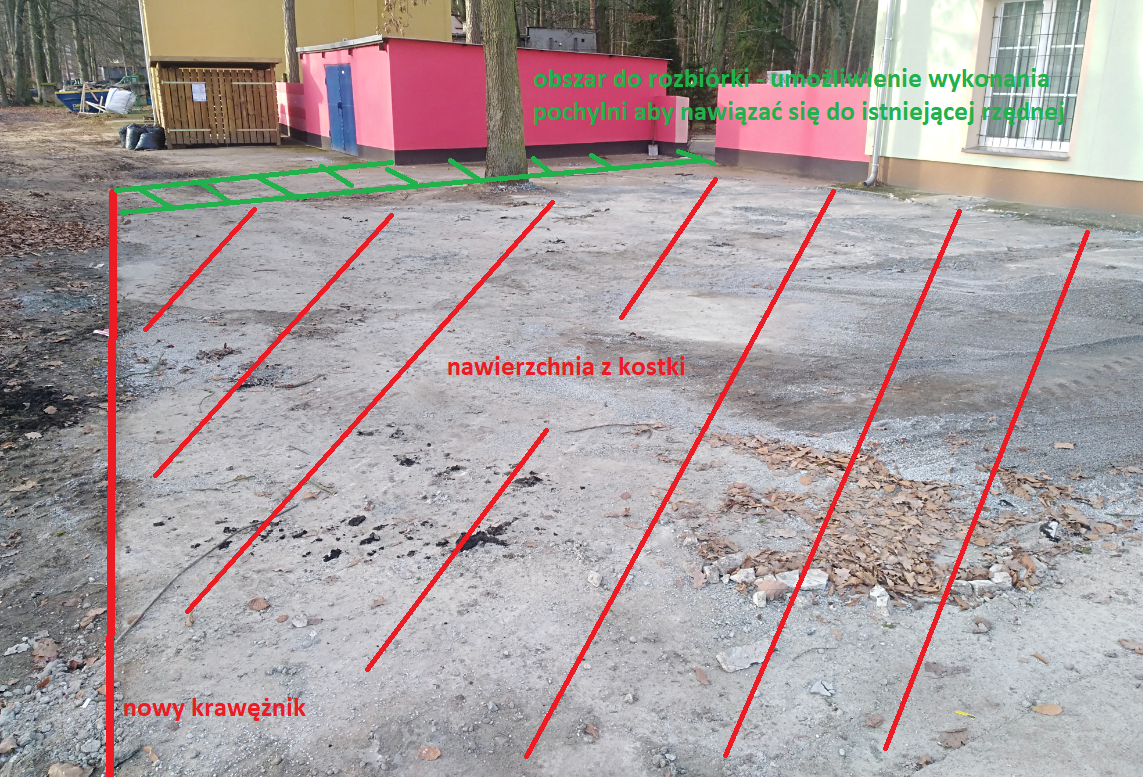 obszar do rozbiórki - umożliwienie wykonania
pochylni aby nawiązać się do istniejącej rzędnej
nawierzchnia z kostki
nowy krawężnik